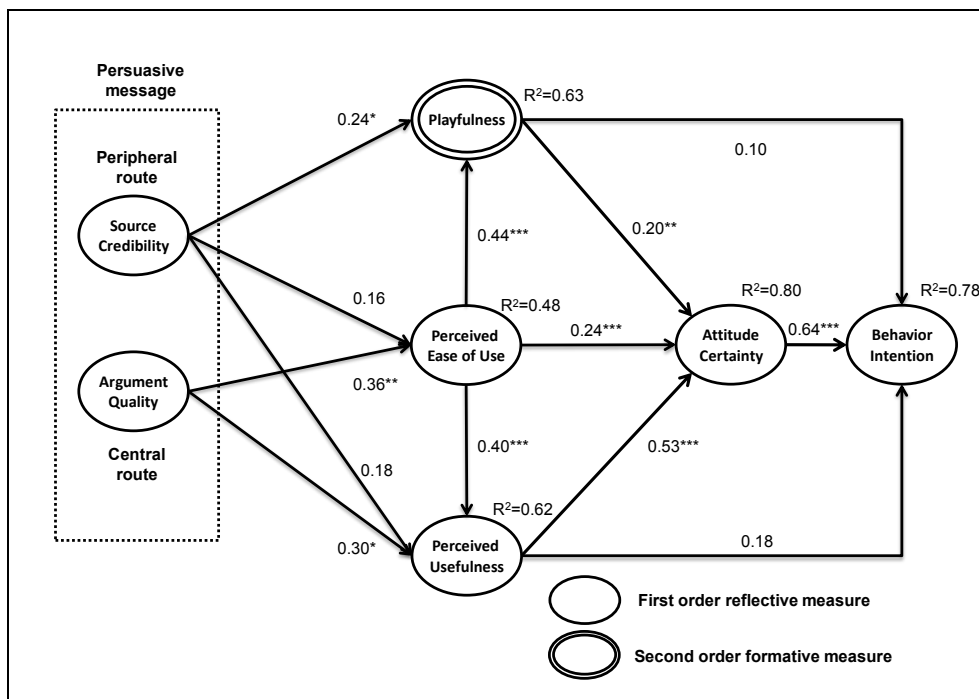 Persuasive
message
R²=0.63
0.24*
Playfulness
0.10
Peripheral
route
Source
Credibility
0.44***
0.20**
0.16
R²=0.48
R²=0.80
R²=0.78
Perceived
Ease of Use
0.24***
Attitude
Certainty
0.64***
Behavior
Intention
Argument
Quality
0.36**
Central
route
0.40***
0.53***
0.18
R²=0.62
0.30*
Perceived
Usefulness
0.18
First order reflective measure
Second order formative measure